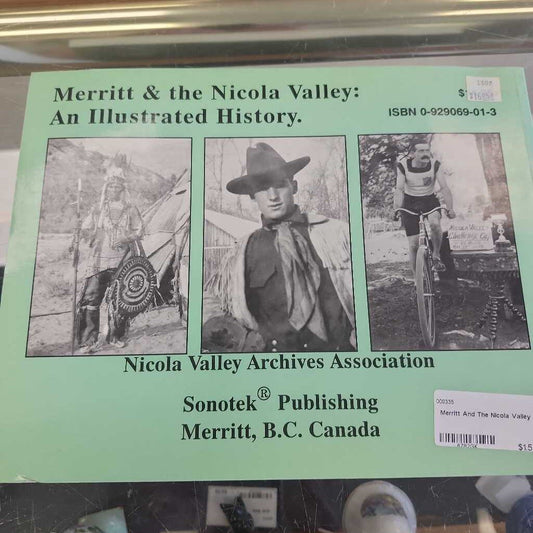 Merritt & the Nicola Valley:
An Illustrated History.
$
ISBN 0-929069-01-3
Nicola Valley Archives Association
Sonotek® Publishing
Merritt, B.C. Canada
000335
Merritt And The Nicola Valley
$15